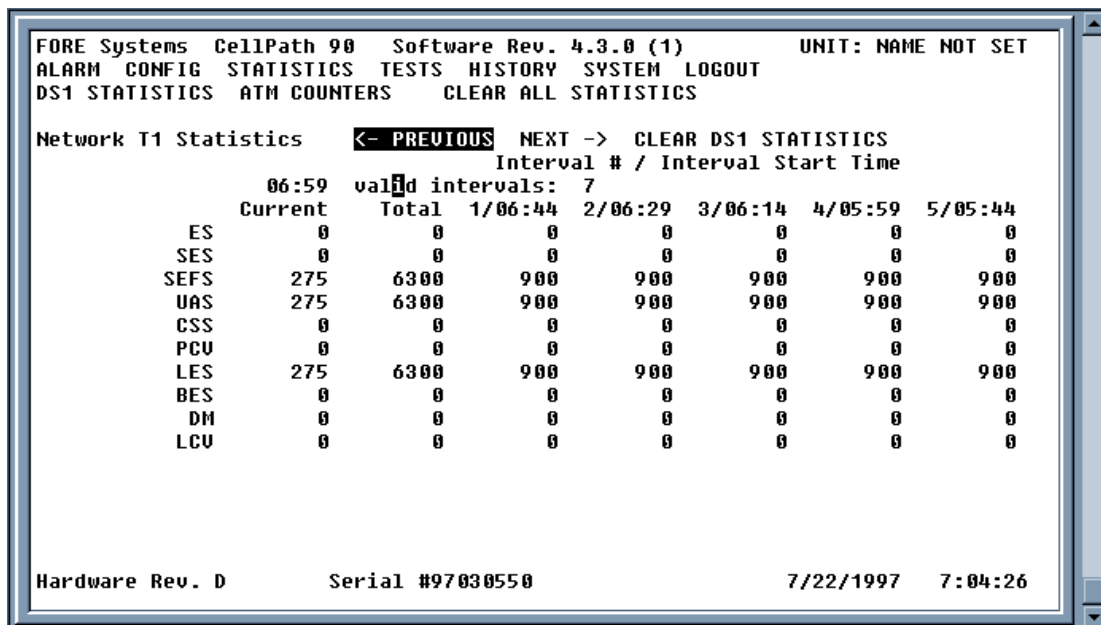 FORE Systems CellPath 90 Software Rev. 4.3.0 (1) UNIT: NAME NOT SET
ALARM CONFIG STATISTICS TESTS HISTORY SYSTEM LOGOUT
DS1 STATISTICS ATM COUNTERS CLEAR ALL STATISTICS
Network T1 Statistics <- PREVIOUS NEXT -> CLEAR DS1 STATISTICS
Interval # / Interval Start Time
06:59 valid intervals: 7
Current Total 1/06:44 2/06:29 3/06:14 4/05:59 5/05:44
ES 0 0 0 0 0 0 0
SES 0 0 0 0 0 0 0
SEFS 275 6300 900 900 900 900 900
UAS 275 6300 900 900 900 900 900
CSS 0 0 0 0 0 0 0
PCV 0 0 0 0 0 0 0
LES 275 6300 900 900 900 900 900
BES 0 0 0 0 0 0 0
DM 0 0 0 0 0 0 0
LCV 0 0 0 0 0 0 0
Hardware Rev. D Serial #97030550 7/22/1997 7:04:26